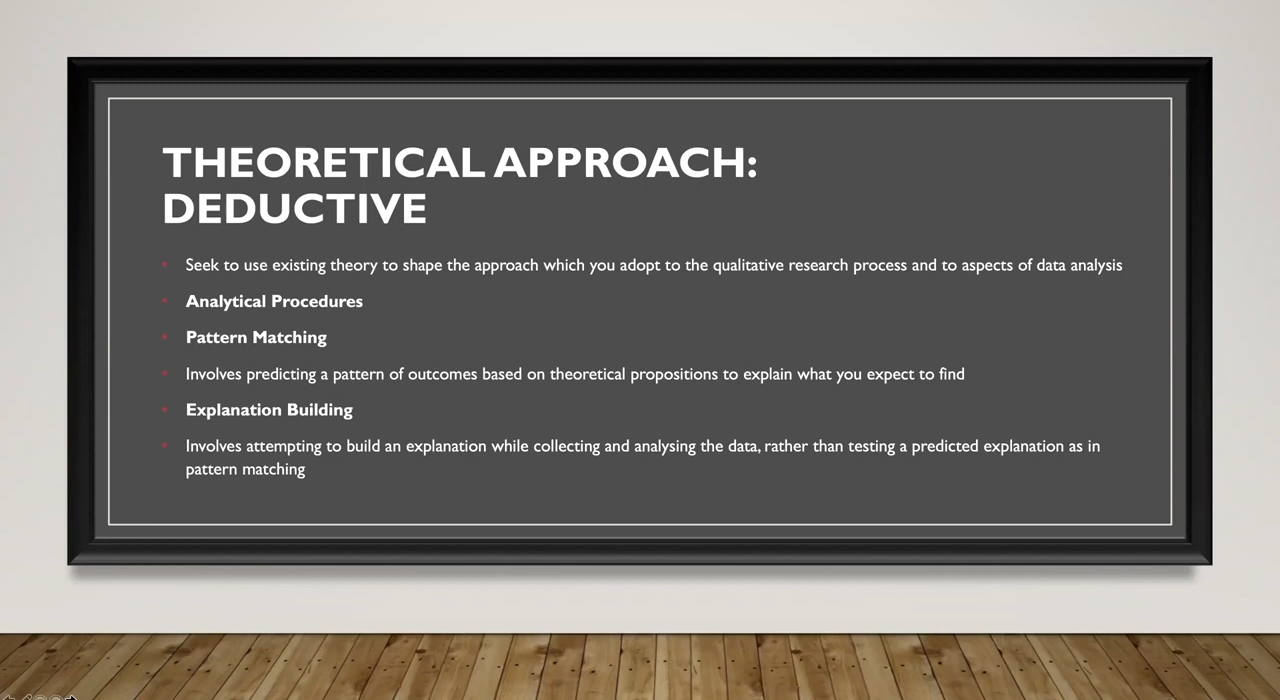 THEORETICAL APPROACH:
DEDUCTIVE
• Seek to use existing theory to shape the approach which you adopt to the qualitative research process and to aspects of data analysis
• Analytical Procedures
• Pattern Matching
• Involves predicting a pattern of outcomes based on theoretical propositions to explain what you expect to find
• Explanation Building
• Involves attempting to build an explanation while collecting and analysing the data, rather than testing a predicted explanation as in
pattern matching